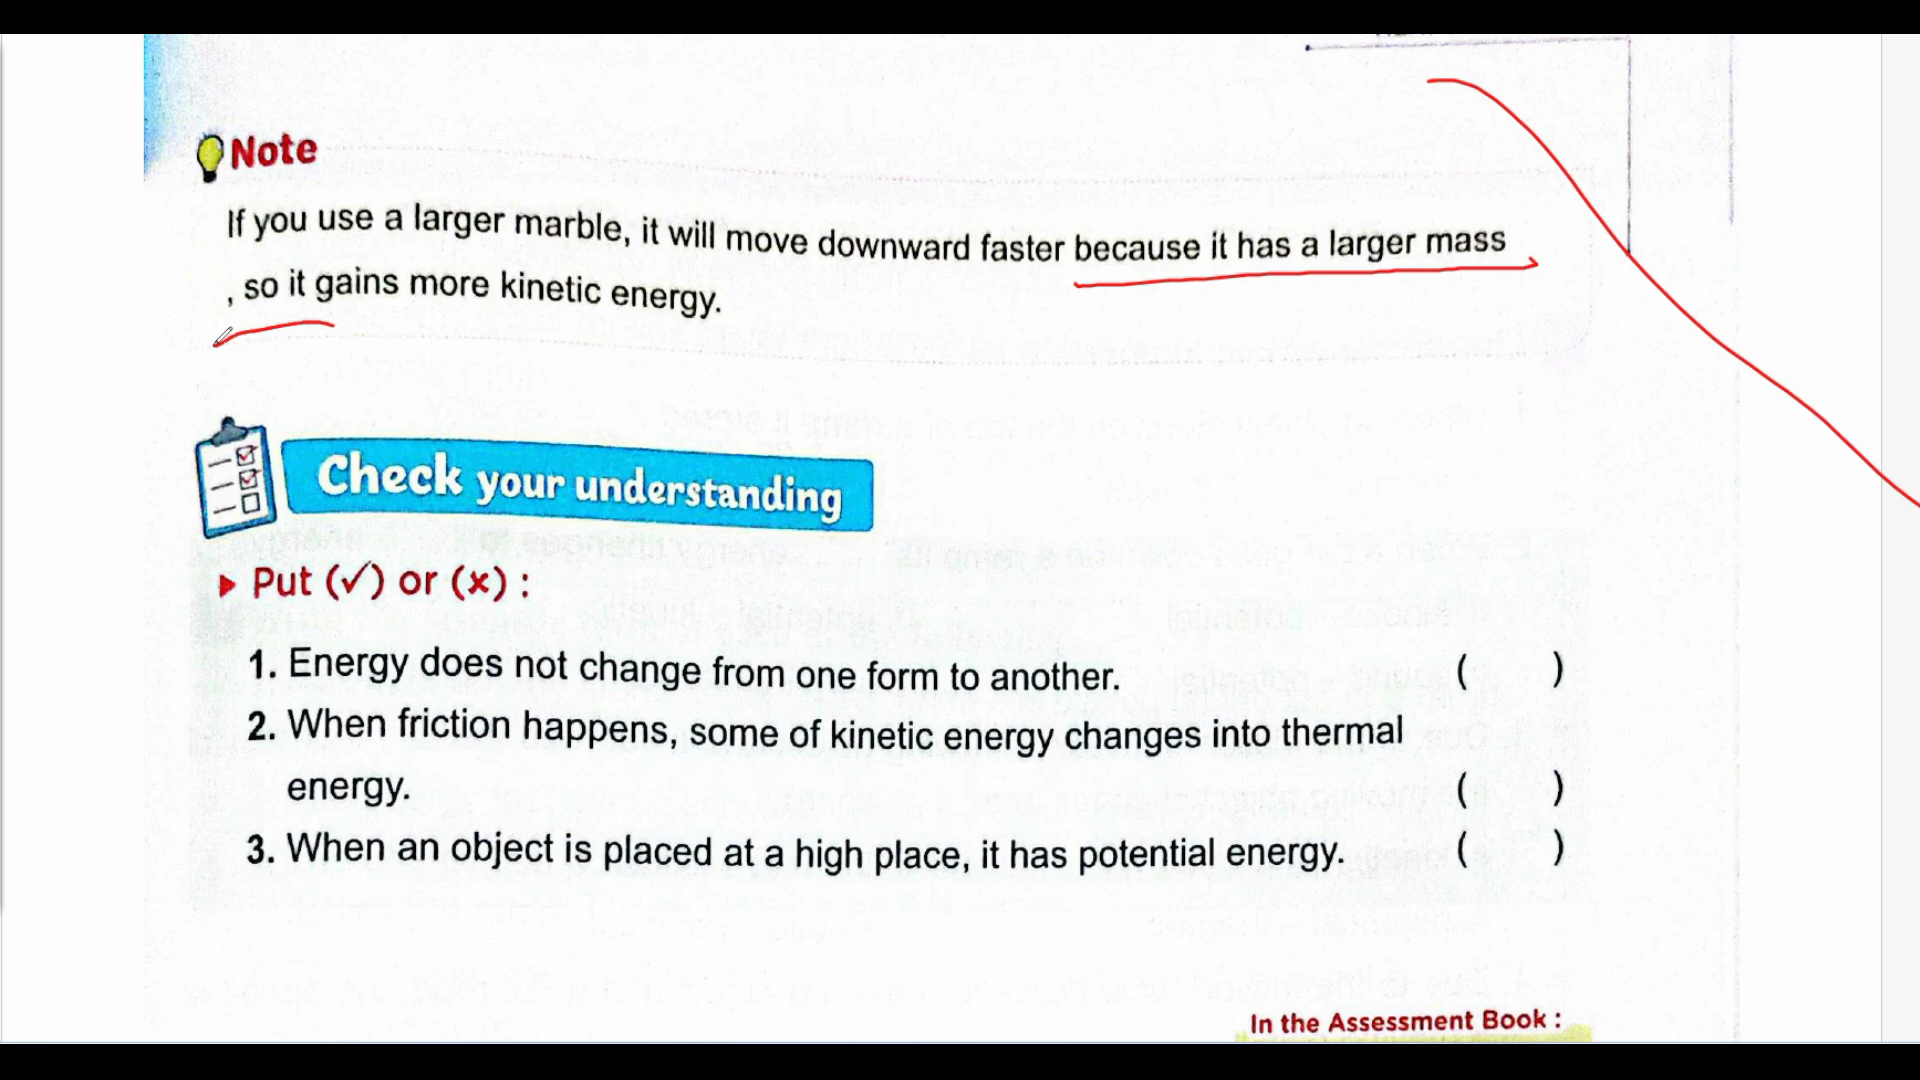 Note
If you use a larger marble, it will move downward faster because it has a larger mass
, so it gains more kinetic energy.
Check your understanding
Put (✓) or (×) :
1. Energy does not change from one form to another. ( )
2. When friction happens, some of kinetic energy changes into thermal
energy. ( )
3. When an object is placed at a high place, it has potential energy. ( )
In the Assessment Book :